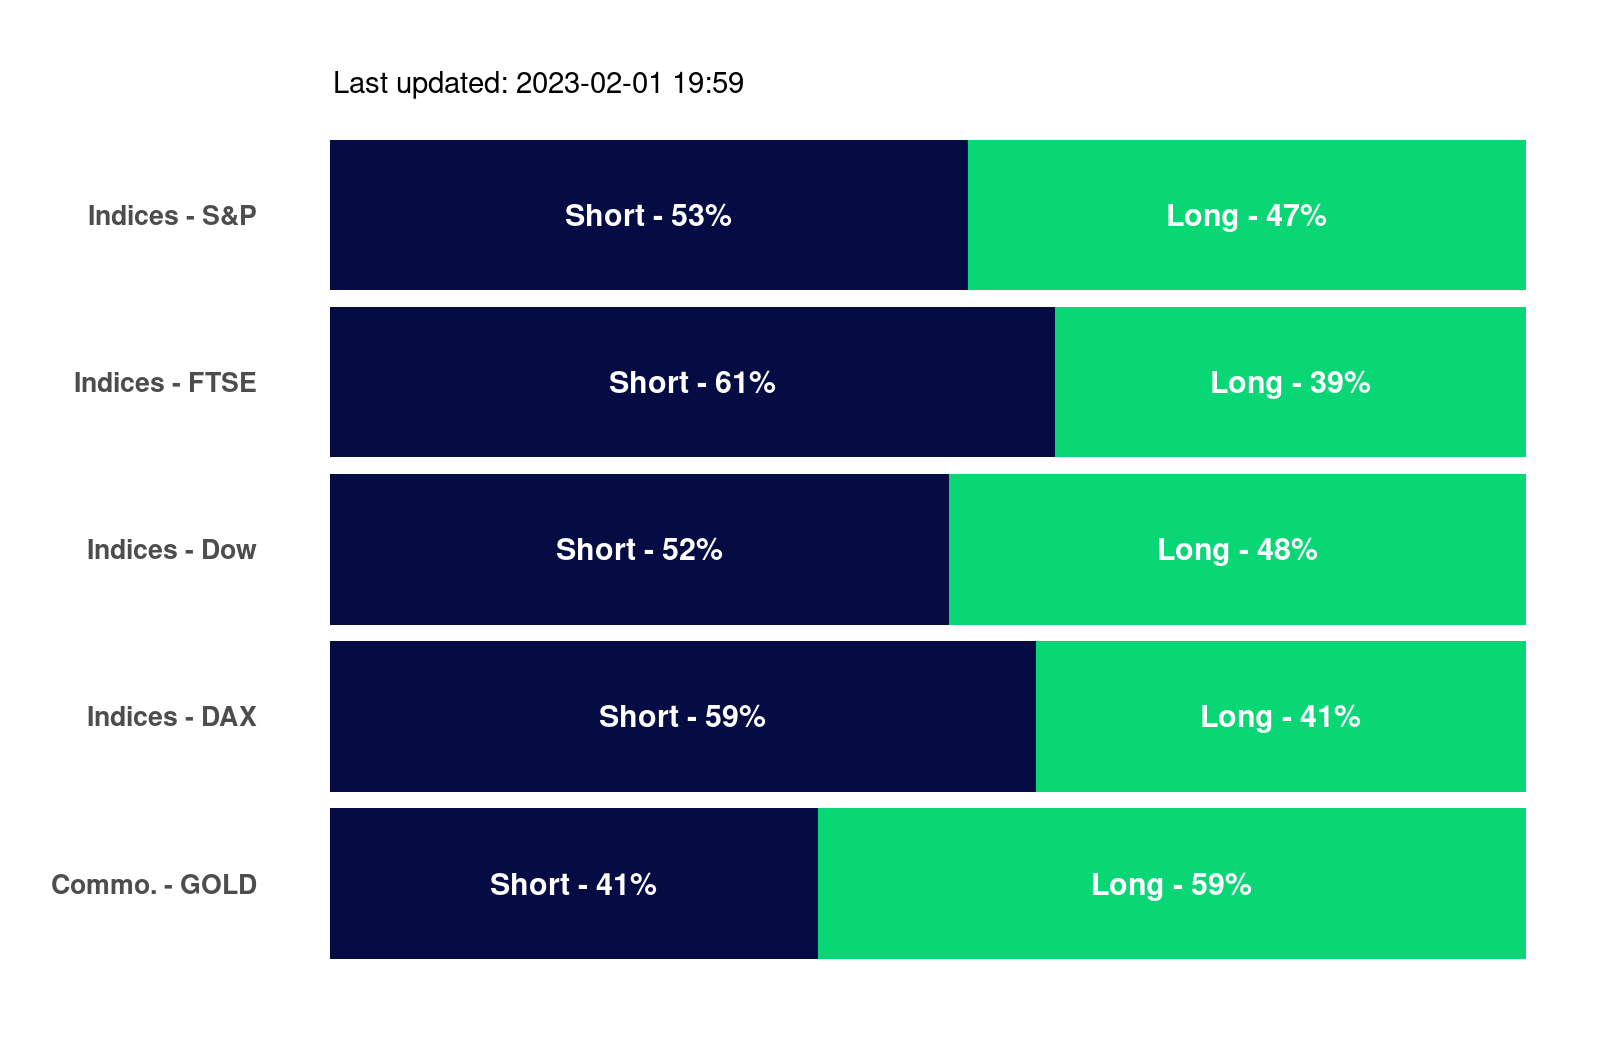 Last updated: 2023-02-01 19:59
Indices - S&P
Short - 53%
Long - 47%
Indices - FTSE
Short - 61%
Long - 39%
Indices - Dow
Short - 52%
Long - 48%
Indices - DAX
Short - 59%
Long - 41%
Commo. - GOLD
Short - 41%
Long - 59%